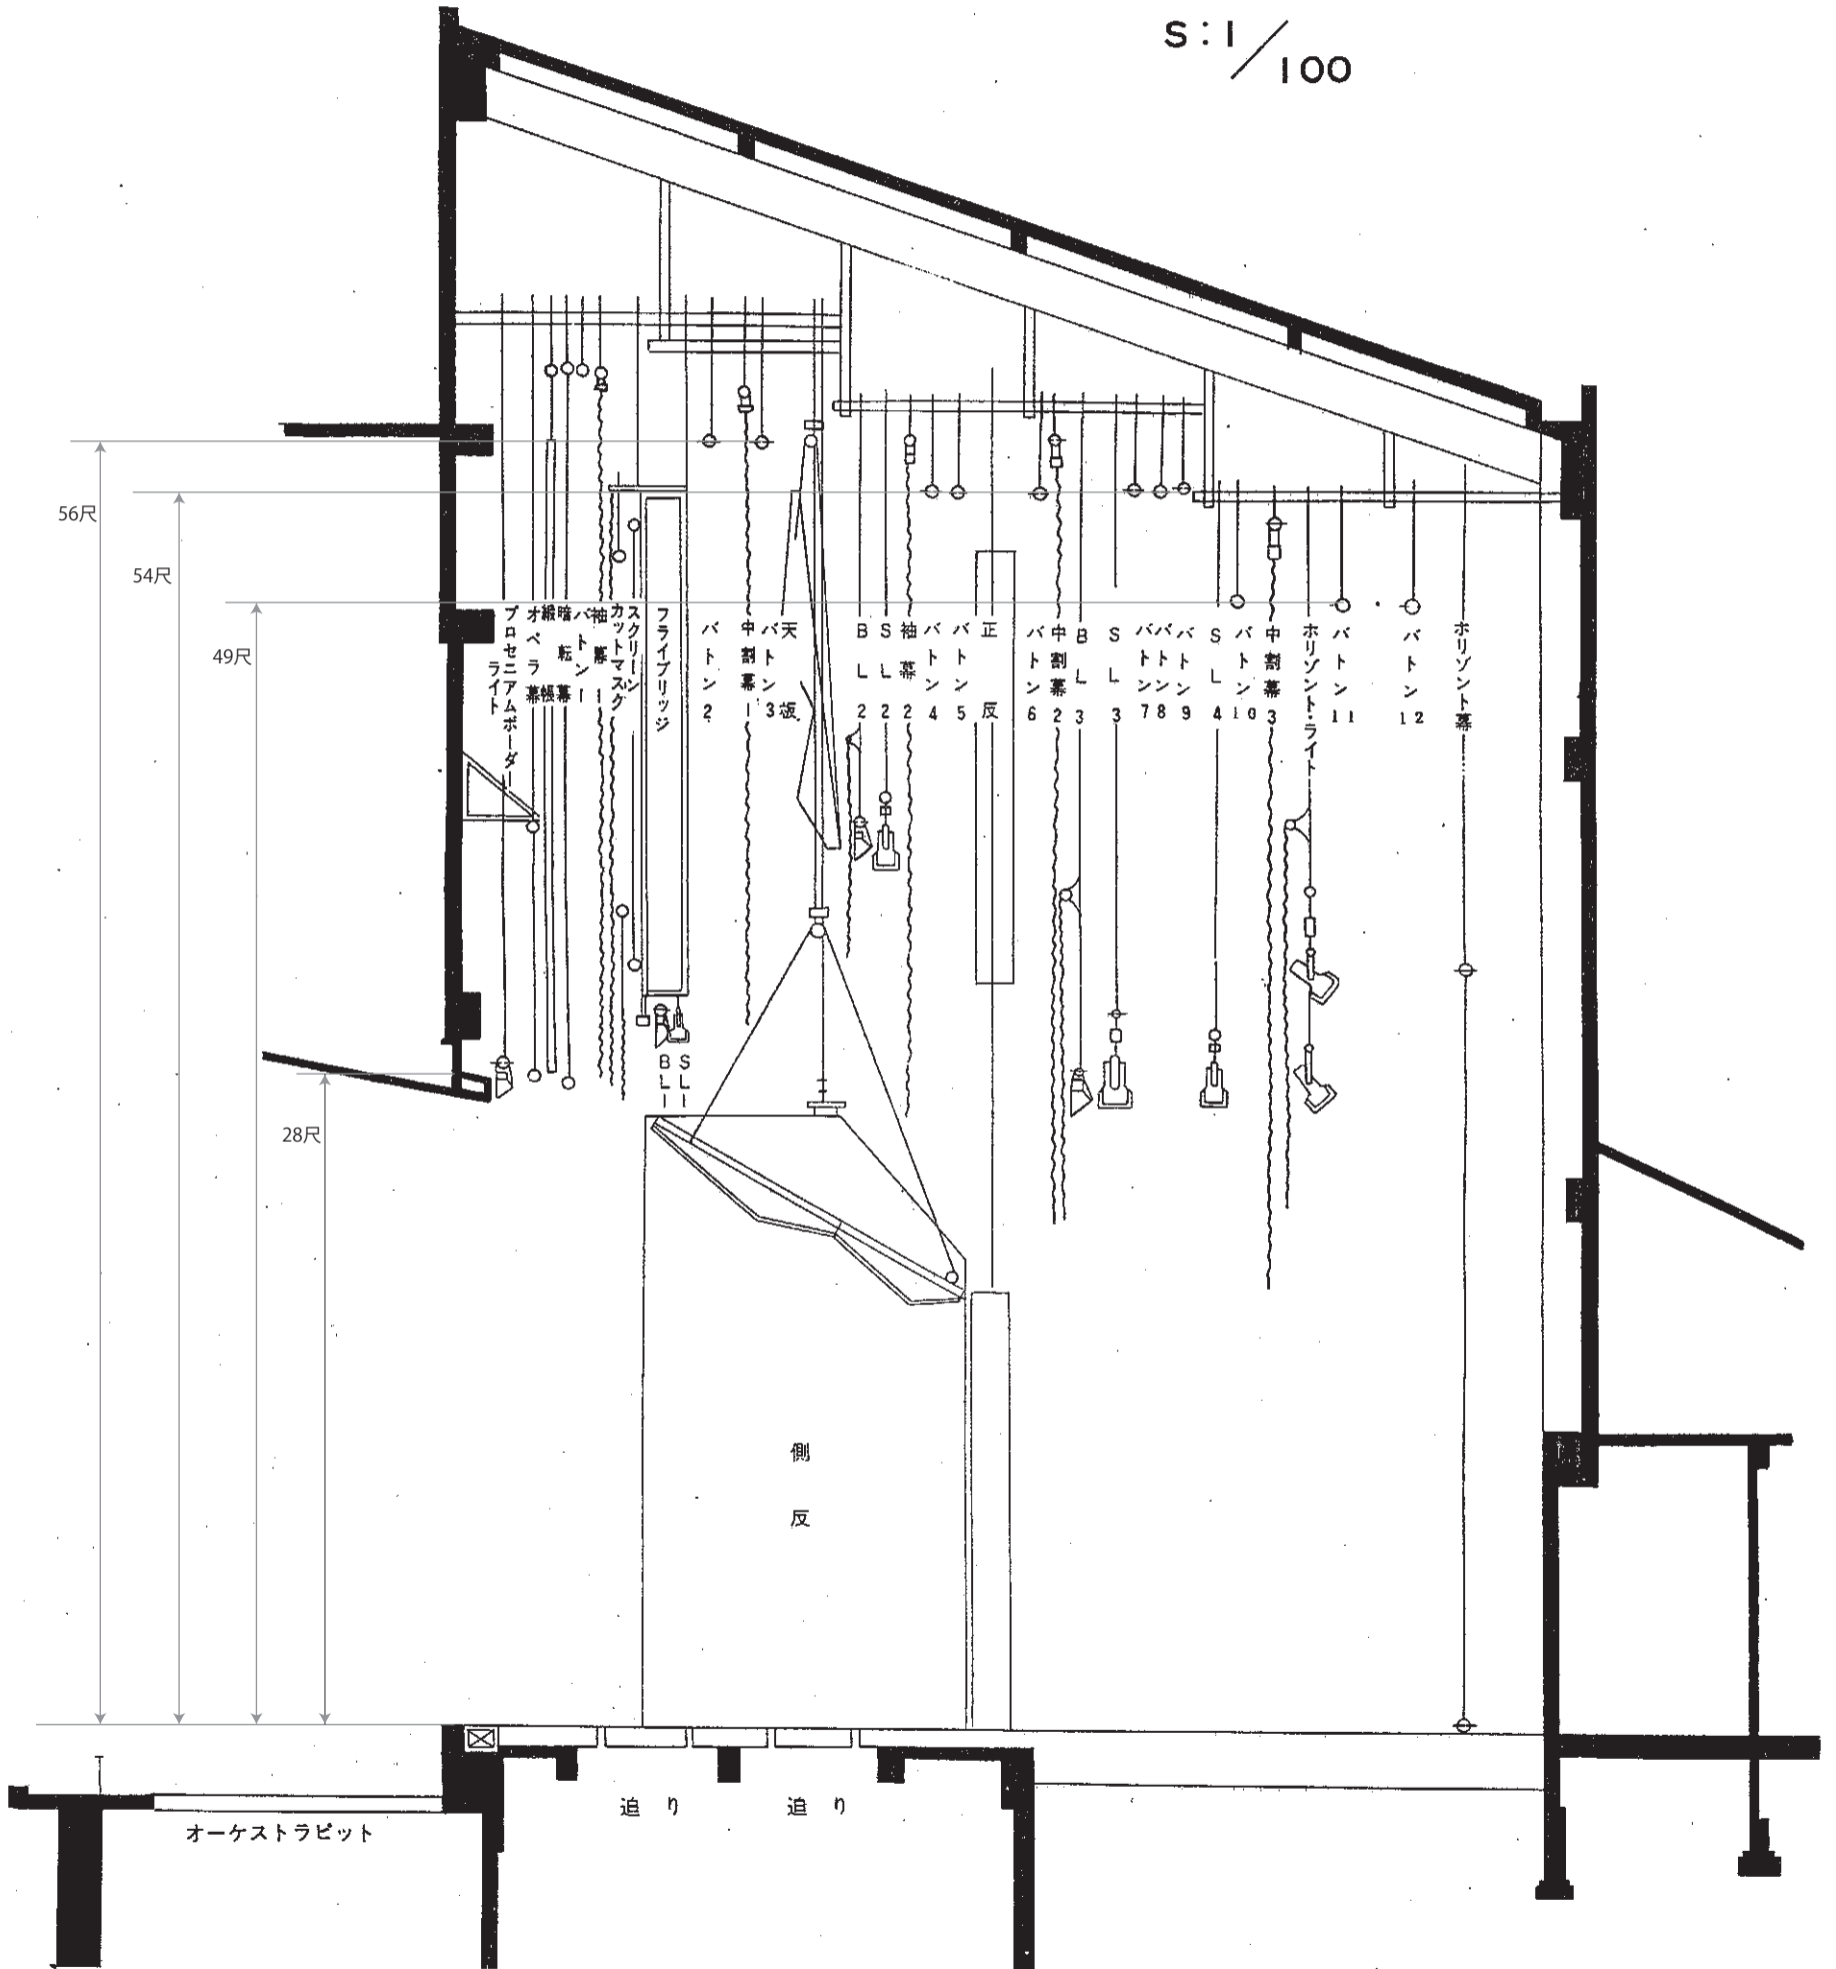 S:1/100
56尺
54尺
49尺
28尺
プロセニアムボーダーライト
オペラ幕
緞帳
暗転幕
バトン1
袖幕1
カットマスク
スクリーン
フライブリッジ
BL1
SL1
バトン2
中割幕1
バトン3
天板
BL2
SL2
袖幕2
バトン4
バトン5
正反
バトン6
中割幕2
BL3
SL3
バトン7
バトン8
バトン9
SL4
バトン10
中割幕3
ホリゾント・ライト
バトン11
バトン12
ホリゾント幕
側反
迫り
迫り
オーケストラピット